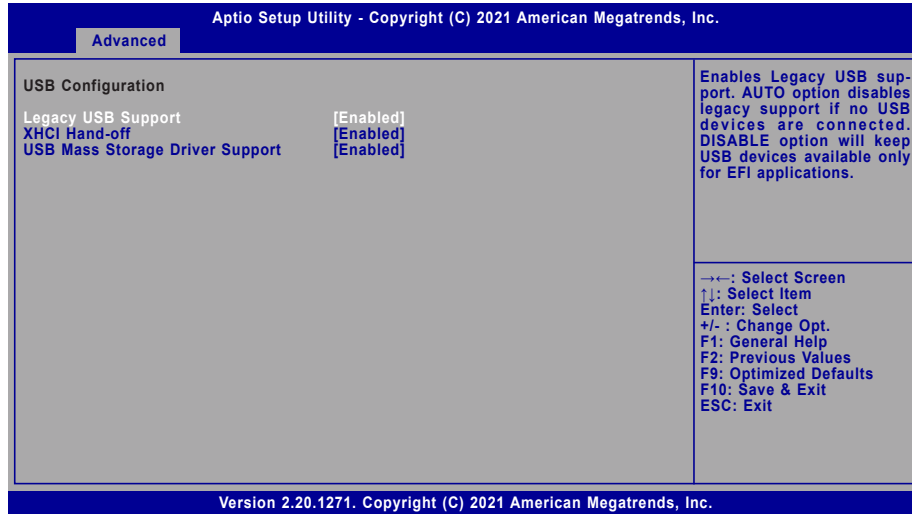 Aptio Setup Utility - Copyright (C) 2021 American Megatrends, Inc.
Advanced
USB Configuration
Legacy USB Support [Enabled]
XHCI Hand-off [Enabled]
USB Mass Storage Driver Support [Enabled]
Enables Legacy USB sup-
port. AUTO option disables
legacy support if no USB
devices are connected.
DISABLE option will keep
USB devices available only
for EFI applications.
→←: Select Screen
↑↓: Select Item
Enter: Select
+/- : Change Opt.
F1: General Help
F2: Previous Values
F9: Optimized Defaults
F10: Save & Exit
ESC: Exit
Version 2.20.1271. Copyright (C) 2021 American Megatrends, Inc.